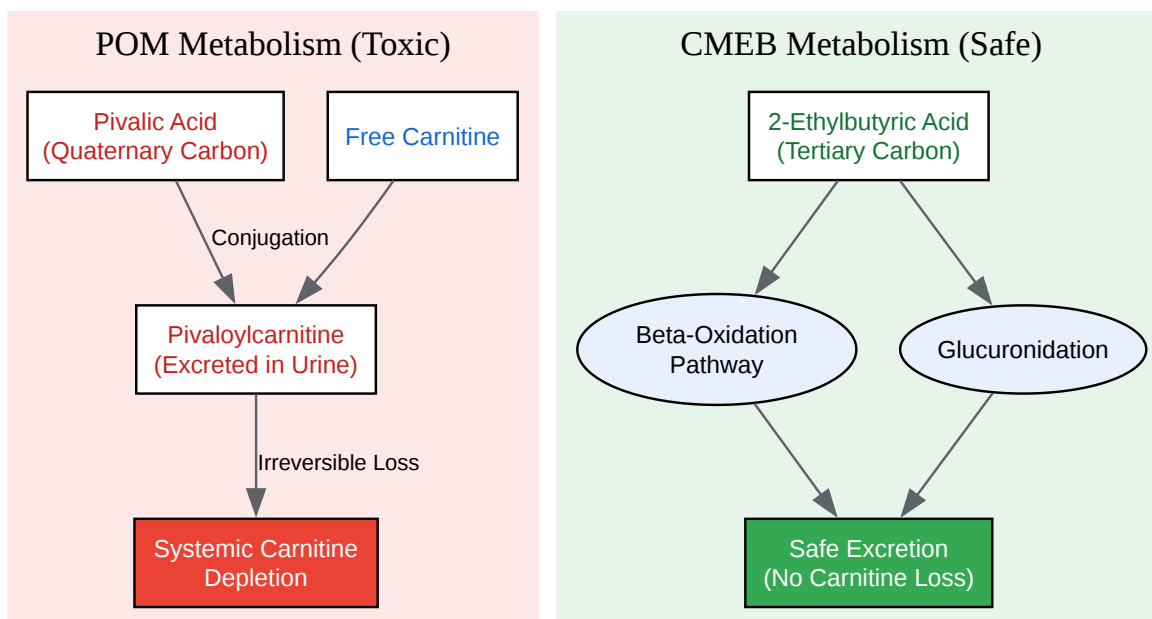 POM Metabolism (Toxic)
Pivalic Acid
(Quaternary Carbon)
Free Carnitine
Conjugation
Pivaloylcarnitine
(Excreted in Urine)
Irreversible Loss
Systemic Carnitine
Depletion
CMEB Metabolism (Safe)
2-Ethylbutyric Acid
(Tertiary Carbon)
Beta-Oxidation
Pathway
Glucuronidation
Safe Excretion
(No Carnitine Loss)